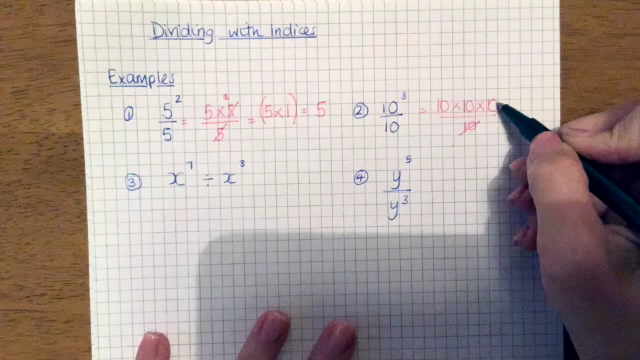 Dividing with Indices
Examples
① 5²/5 = 5×5/5 = (5×1) = 5
② 10³/10 = 10×10×10/10
③ x⁷ ÷ x³
④ y⁵/y³